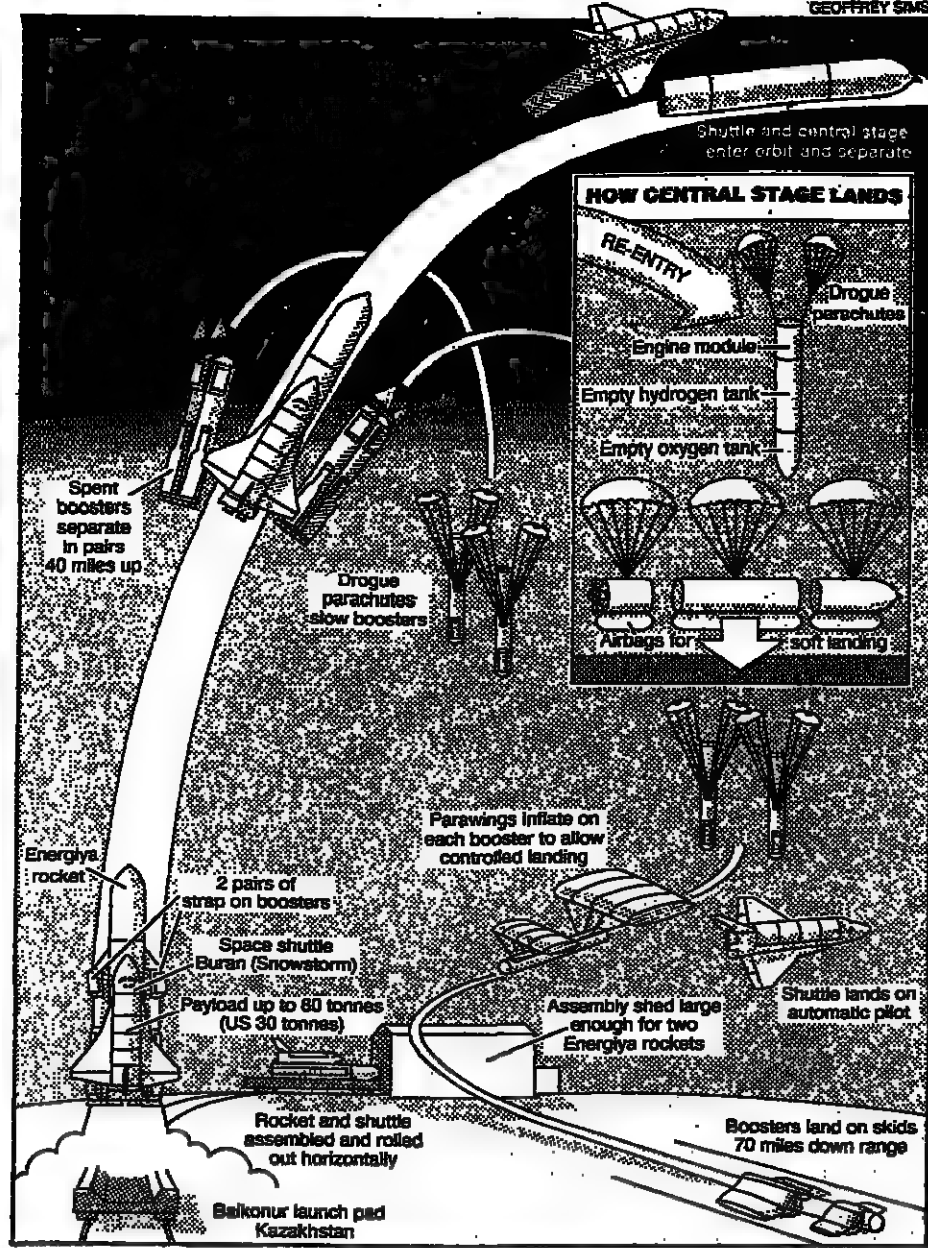 GEOFFREY SIMS
Shuttle and central stage
enter orbit and separate
HOW CENTRAL STAGE LANDS
RE-ENTRY
Drogue
parachutes
Engine module
Empty hydrogen tank
Empty oxygen tank
Airbags for soft landing
Spent
boosters
separate
in pairs
40 miles up
Drogue
parachutes
slow boosters
Parawings inflate on
each booster to allow
controlled landing
Energiya
rocket
2 pairs of
strap on boosters
Space shuttle
Buran (Snowstorm)
Payload up to 80 tonnes
(US 30 tonnes)
Assembly shed large
enough for two
Energiya rockets
Shuttle lands on
automatic pilot
Rocket and shuttle
assembled and rolled
out horizontally
Boosters land on skids
70 miles down range
Baikonur launch pad
Kazakhstan